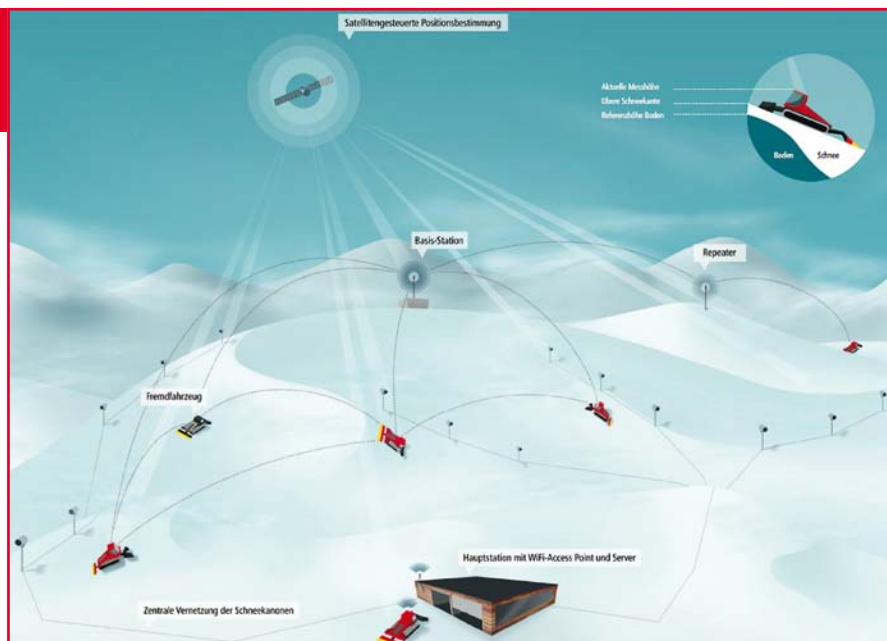 Satellitengesteuerte Positionsbestimmung
Aktuelle Messhöhe
Obere Schneekante
Referenzhöhe Boden
Boden
Schnee
Basis-Station
Repeater
Fremdfahrzeug
Hauptstation mit WiFi-Access Point und Server
Zentrale Vernetzung der Schneekanonen